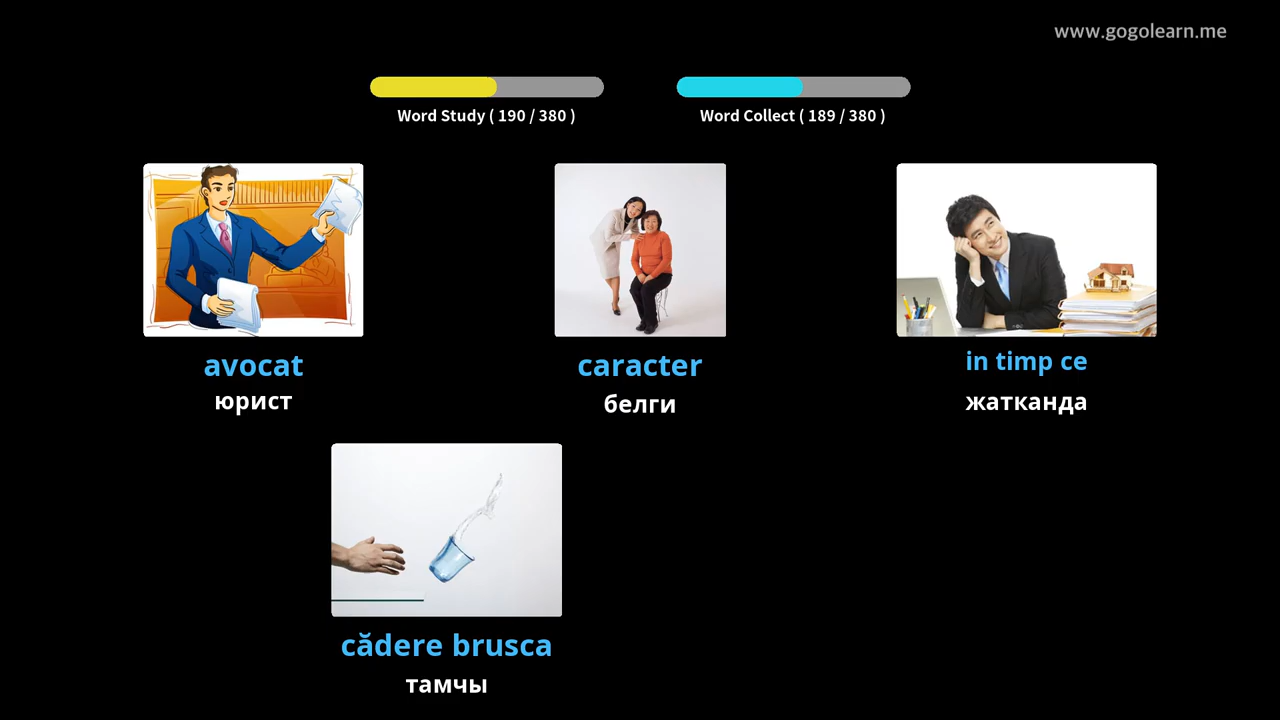 www.gogolearn.me
Word Study ( 190 / 380 )
Word Collect ( 189 / 380 )
avocat
юрист
caracter
белги
in timp ce
жатканда
cădere brusca
тамчы